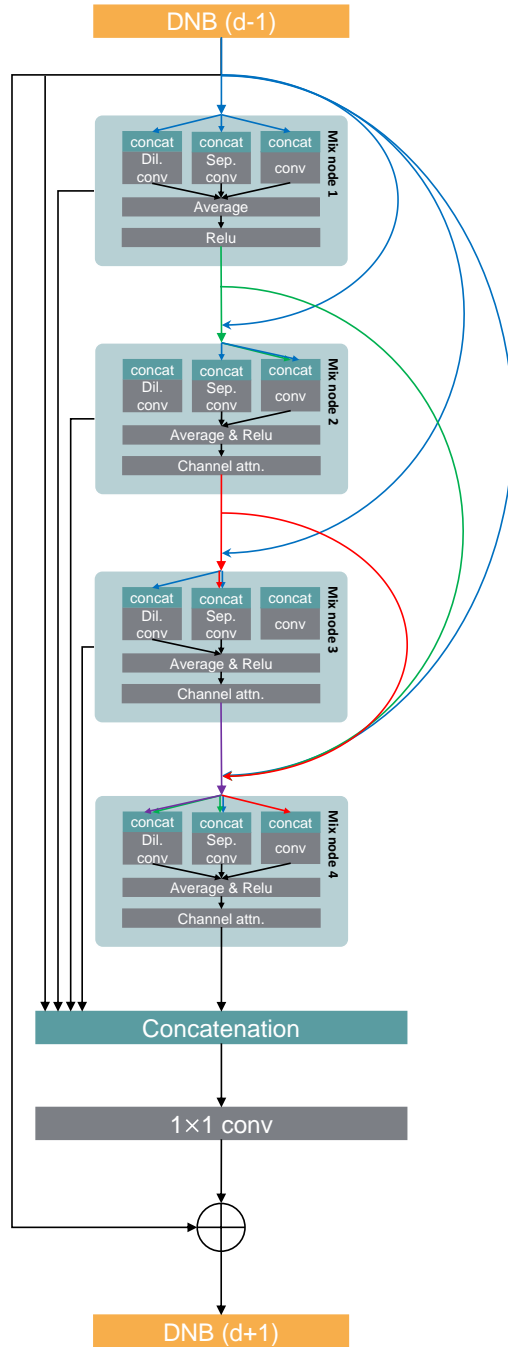 DNB (d-1)
Mix node 1
concat concat concat
Dil. conv
Sep. conv
conv
Average
Relu
Mix node 2
concat concat concat
Dil. conv
Sep. conv
conv
Average & Relu
Channel attn.
Mix node 3
concat concat concat
Dil. conv
Sep. conv
conv
Average & Relu
Channel attn.
Mix node 4
concat concat concat
Dil. conv
Sep. conv
conv
Average & Relu
Channel attn.
Concatenation
1×1 conv
DNB (d+1)